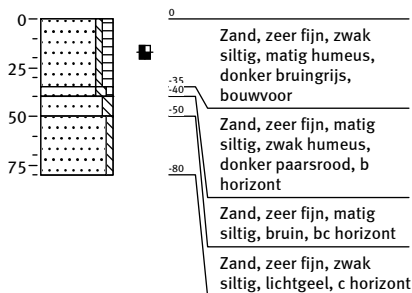 0
25
50
75
0
Zand, zeer fijn, zwak
siltig, matig humeus,
donker bruingrijs,
bouwvoor
-35
-40
Zand, zeer fijn, matig
siltig, zwak humeus,
donker paarsrood, b
horizont
-50
Zand, zeer fijn, matig
siltig, bruin, bc horizont
-80
Zand, zeer fijn, zwak
siltig, lichtgeel, c horizont